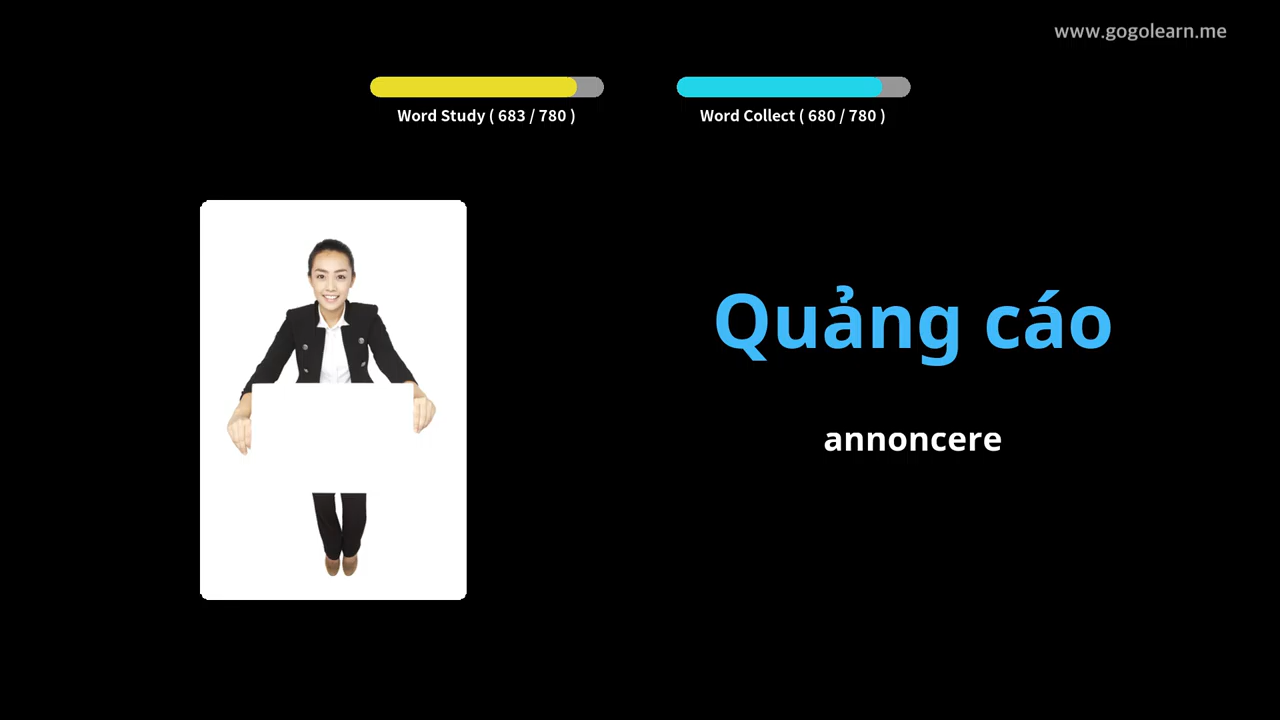 www.gogolearn.me
Word Study ( 683 / 780 )
Word Collect ( 680 / 780 )
Quảng cáo
annoncere